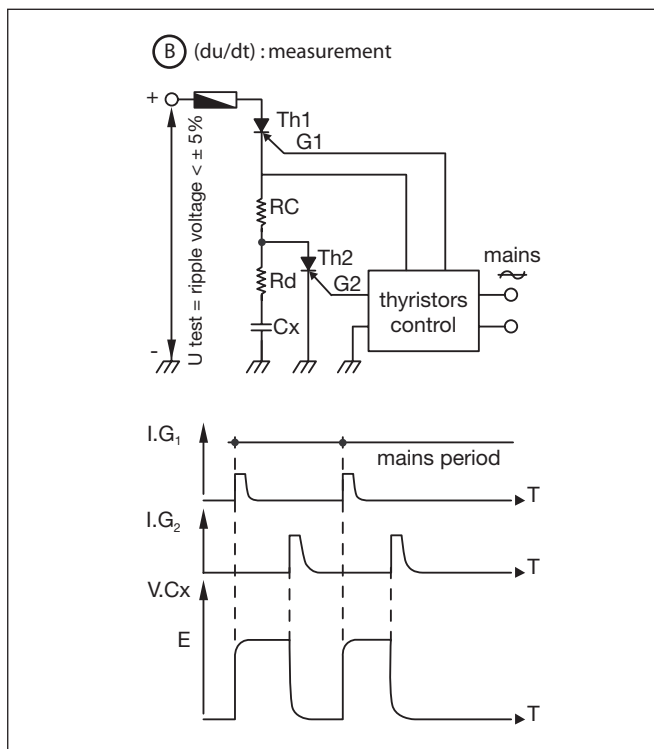 B (du/dt) : measurement
+
Th1
G1
U test = ripple voltage < ± 5%
RC
Th2
mains
Rd
G2
thyristors
control
Cx
-
I.G₁
mains period
T
I.G₂
T
V.Cx
E
T